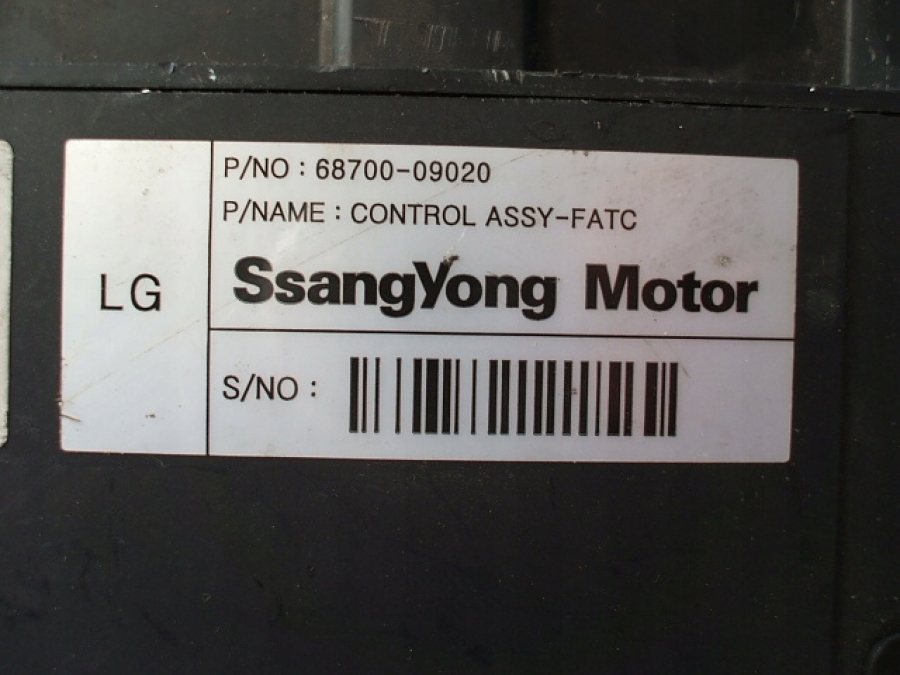 P/NO : 68700-09020
P/NAME : CONTROL ASSY-FATC
LG
SsangYong Motor
S/NO :